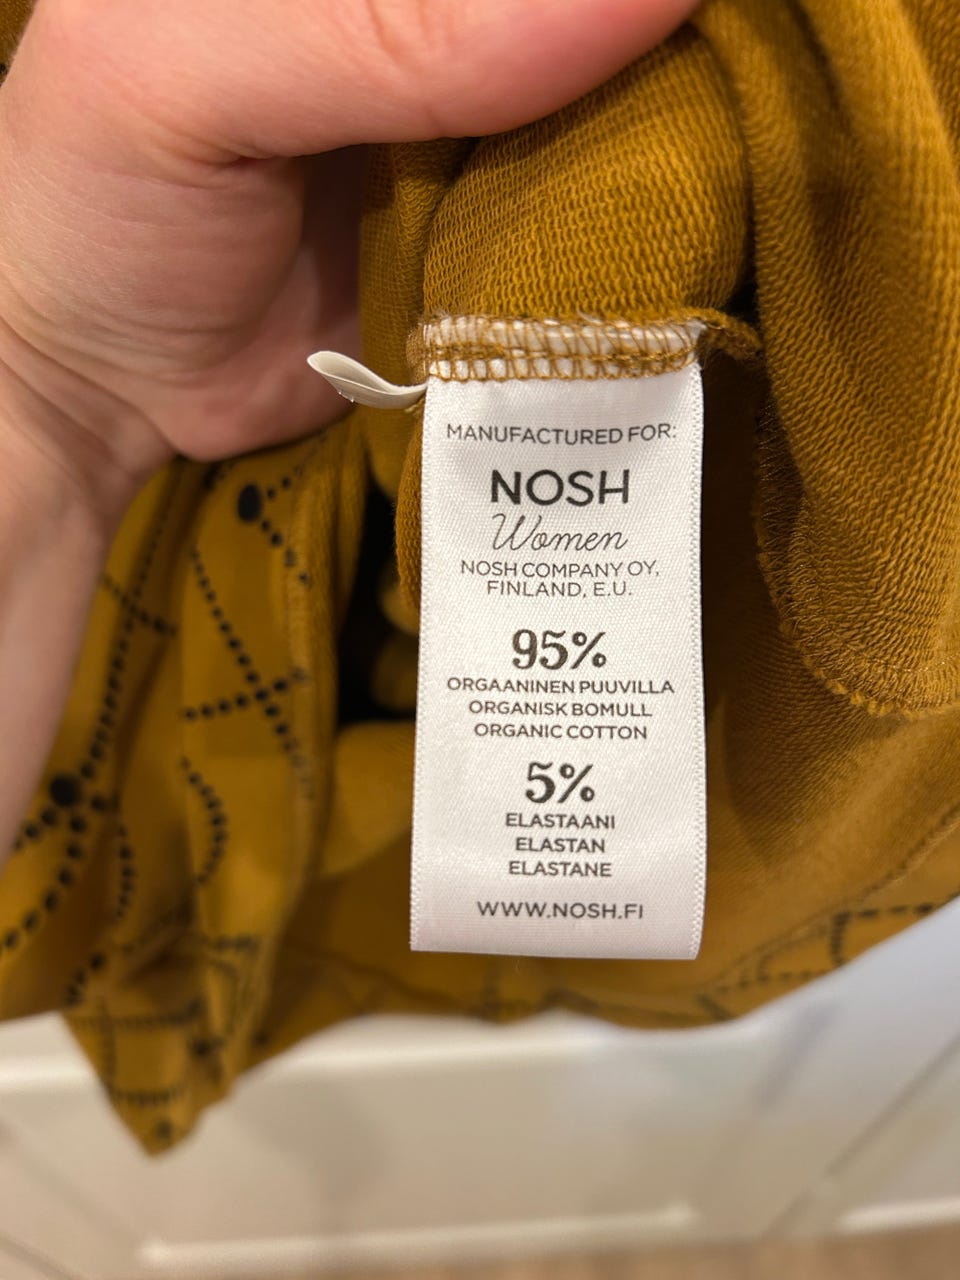 MANUFACTURED FOR:
NOSH
Women
NOSH COMPANY OY,
FINLAND, E.U.
95%
ORGAANINEN PUUVILLA
ORGANISK BOMULL
ORGANIC COTTON
5%
ELASTAANI
ELASTAN
ELASTANE
WWW.NOSH.FI